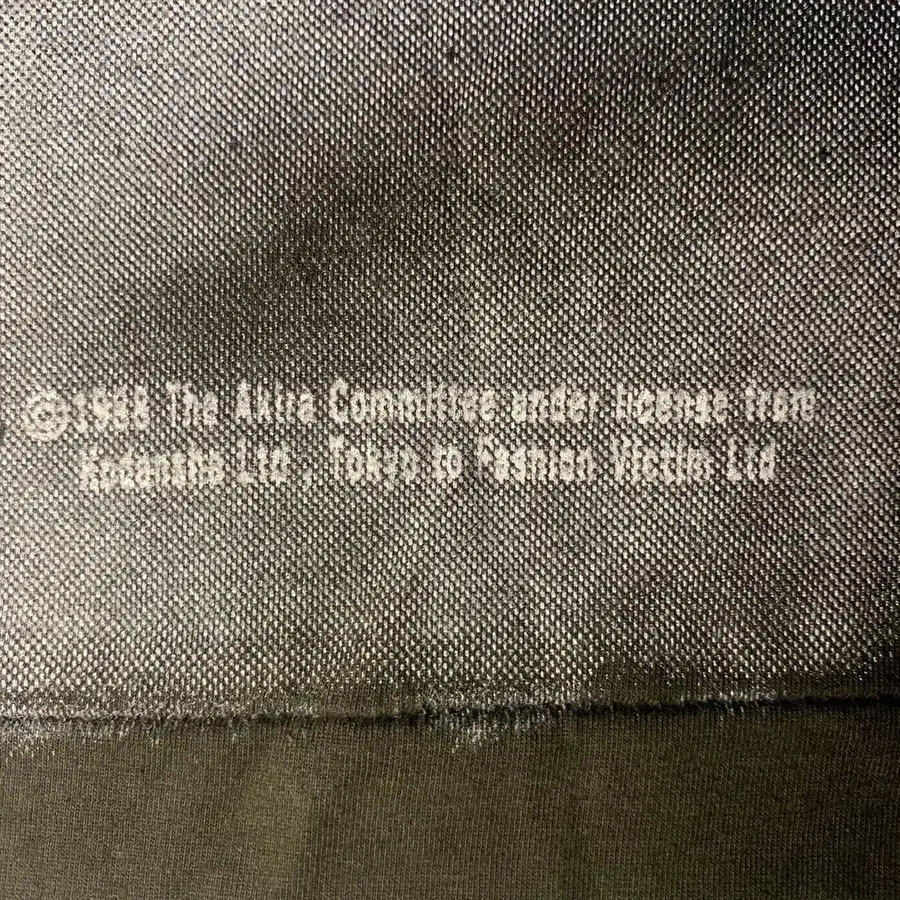 ©1988 The Akira Committee under license from
Kodansha Ltd, Tokyo to Fashion Victim Ltd